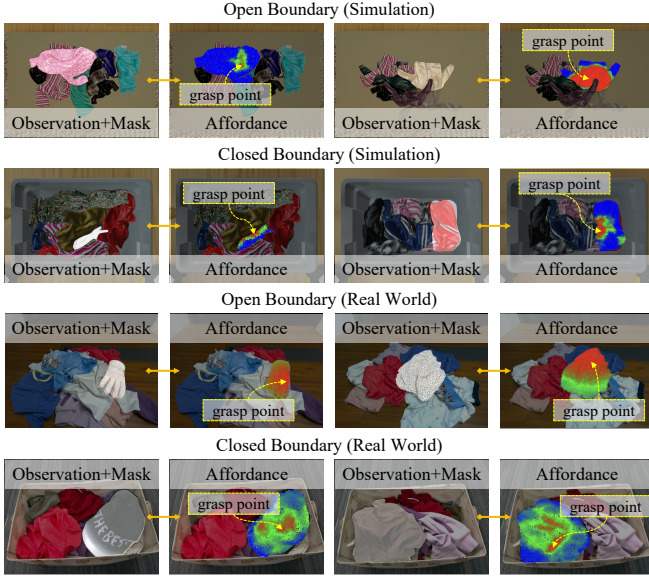 Open Boundary (Simulation)
grasp point
grasp point
Observation+Mask
Affordance
Observation+Mask
Affordance
Closed Boundary (Simulation)
grasp point
grasp point
Observation+Mask
Affordance
Observation+Mask
Affordance
Open Boundary (Real World)
Observation+Mask
Affordance
Observation+Mask
Affordance
grasp point
grasp point
Closed Boundary (Real World)
Observation+Mask
Affordance
Observation+Mask
Affordance
grasp point
grasp point
THE BEST